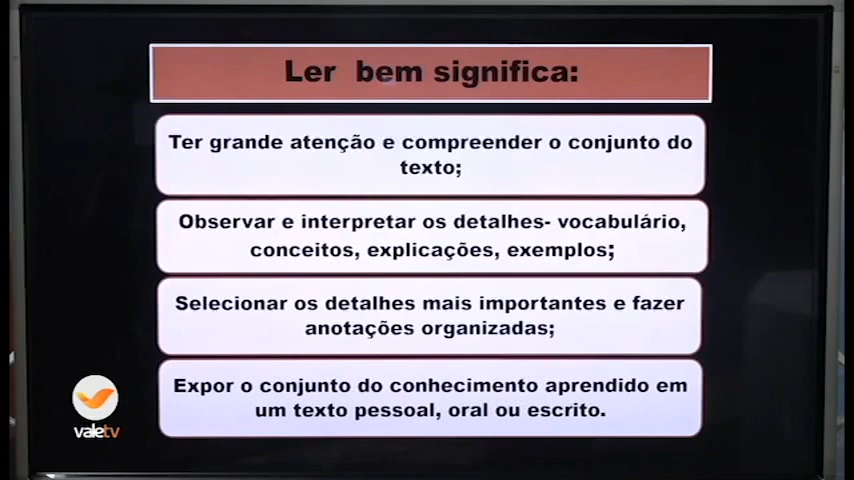 Ler bem significa:
Ter grande atenção e compreender o conjunto do
texto;
Observar e interpretar os detalhes- vocabulário,
conceitos, explicações, exemplos;
Selecionar os detalhes mais importantes e fazer
anotações organizadas;
Expor o conjunto do conhecimento aprendido em
um texto pessoal, oral ou escrito.
valetv